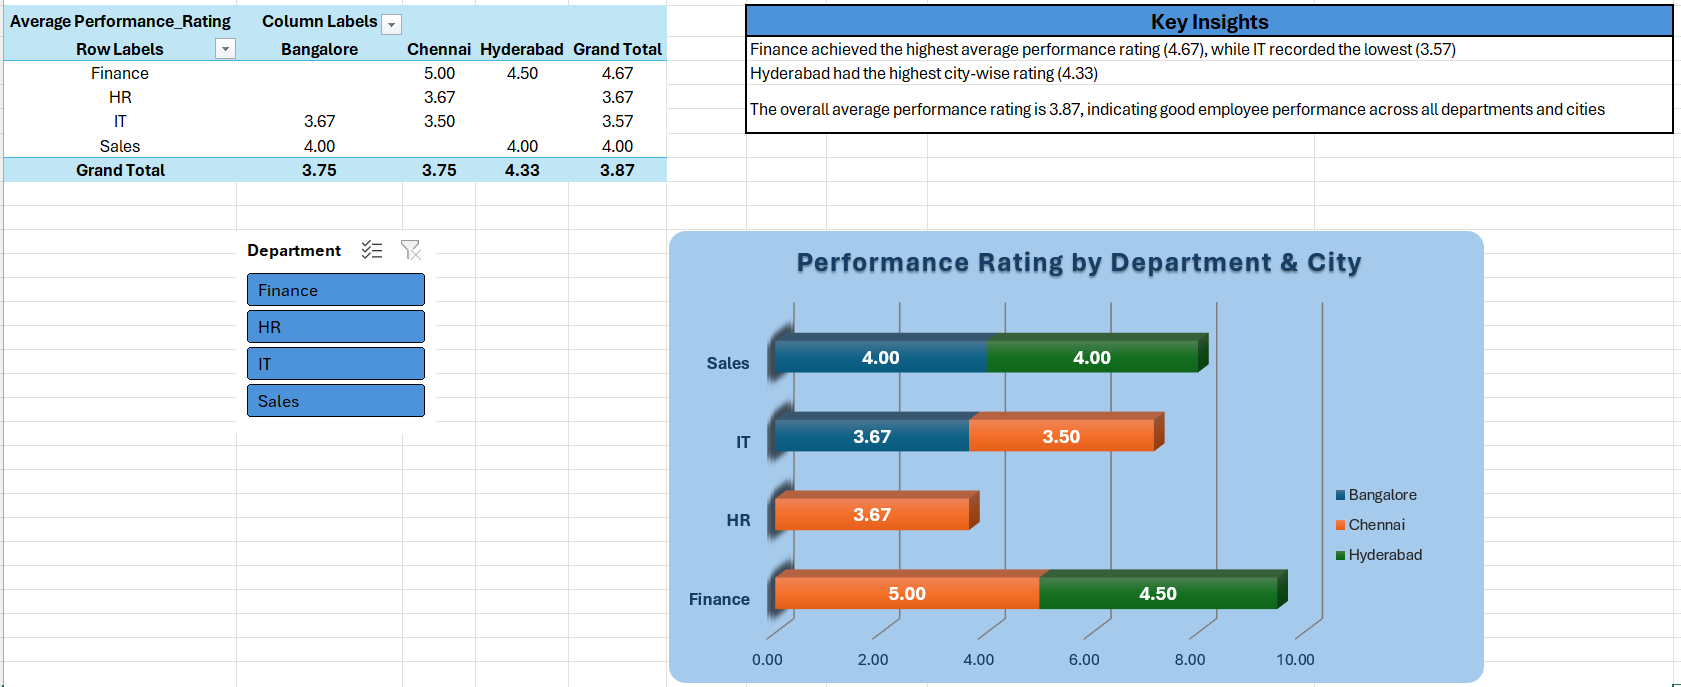 Average Performance_Rating Column Labels
Row Labels Bangalore Chennai Hyderabad Grand Total
Finance 5.00 4.50 4.67
HR 3.67 3.67
IT 3.67 3.50 3.57
Sales 4.00 4.00 4.00
Grand Total 3.75 3.75 4.33 3.87
Key Insights
Finance achieved the highest average performance rating (4.67), while IT recorded the lowest (3.57)
Hyderabad had the highest city-wise rating (4.33)
The overall average performance rating is 3.87, indicating good employee performance across all departments and cities
Department
Finance
HR
IT
Sales
Performance Rating by Department & City
Sales 4.00 4.00
IT 3.67 3.50
HR 3.67
Finance 5.00 4.50
0.00 2.00 4.00 6.00 8.00 10.00
Bangalore
Chennai
Hyderabad